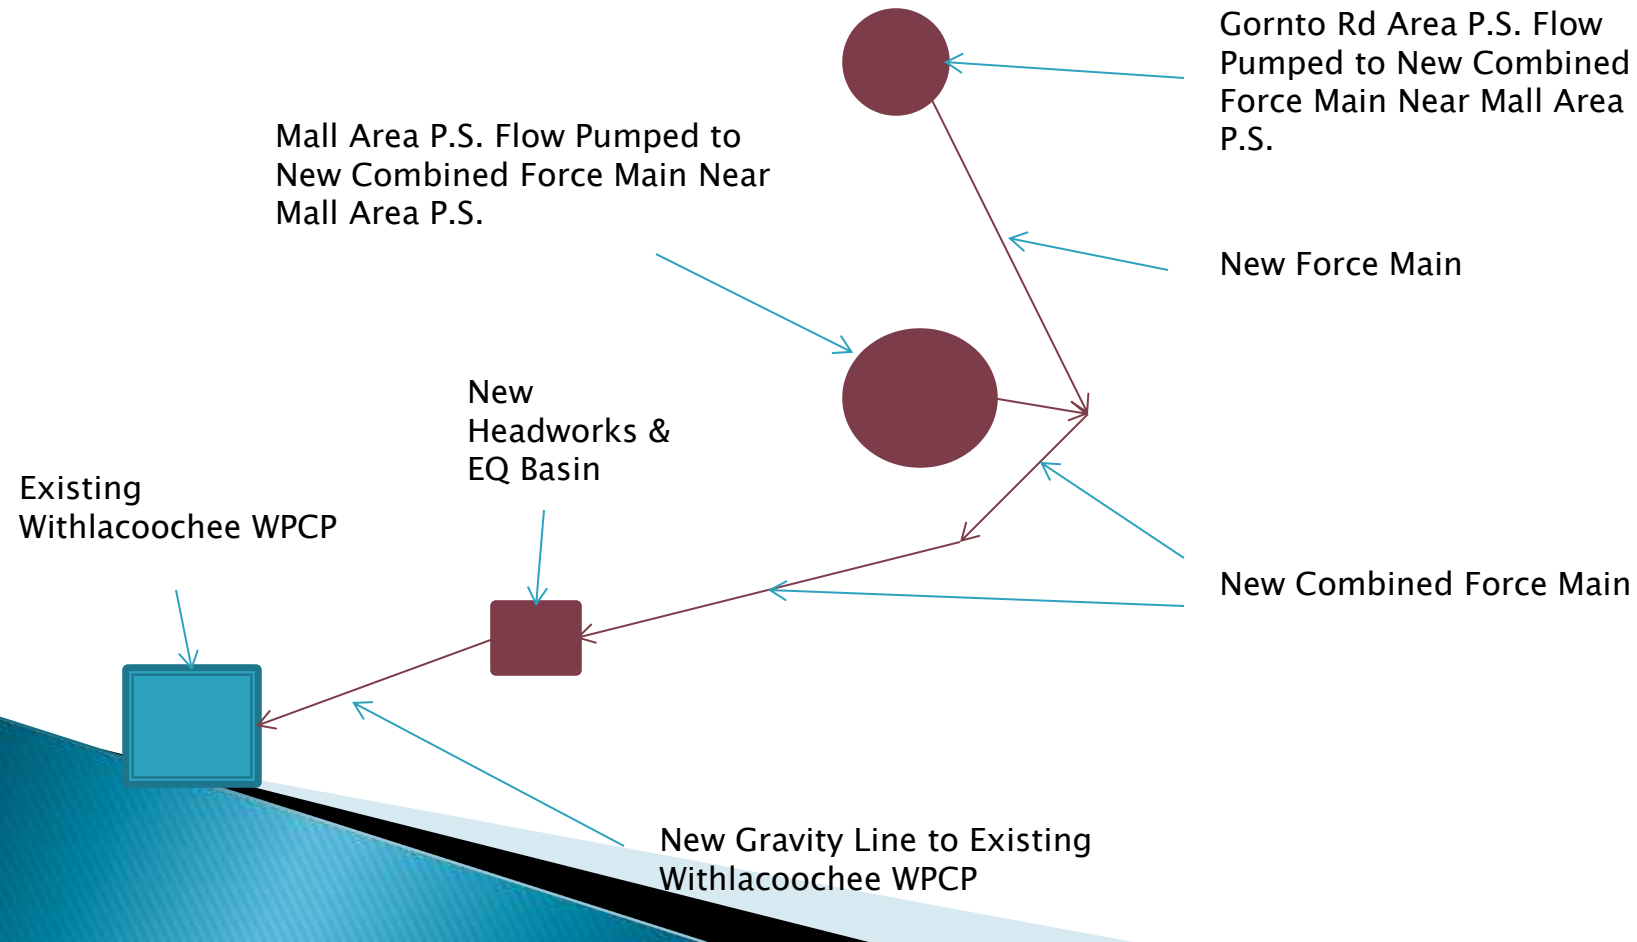 Gornto Rd Area P.S. Flow
Pumped to New Combined
Force Main Near Mall Area
P.S.
Mall Area P.S. Flow Pumped to
New Combined Force Main Near
Mall Area P.S.
New Force Main
New
Headworks &
EQ Basin
Existing
Withlacoochee WPCP
New Combined Force Main
New Gravity Line to Existing
Withlacoochee WPCP